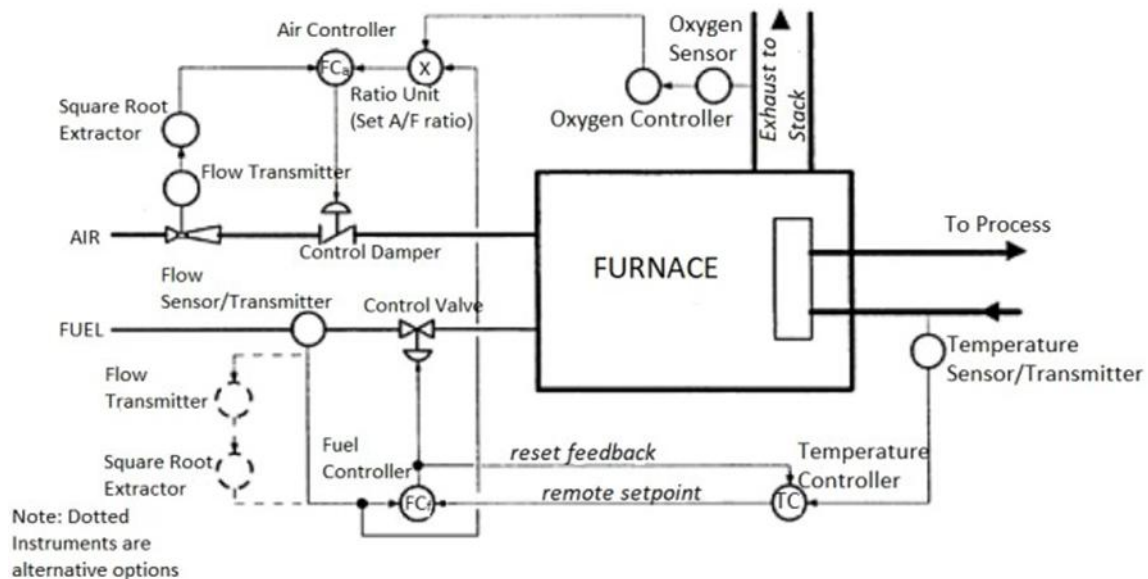 Air Controller
Oxygen
Sensor
Exhaust to
Stack
FCa
X
Square Root
Extractor
Ratio Unit
(Set A/F ratio)
Oxygen Controller
Flow Transmitter
AIR
Control Damper
To Process
FURNACE
Flow
Sensor/Transmitter
Control Valve
FUEL
Temperature
Sensor/Transmitter
Flow
Transmitter
Fuel
Controller
reset feedback
Temperature
Controller
Square Root
Extractor
FCf
remote setpoint
TC
Note: Dotted
Instruments are
alternative options